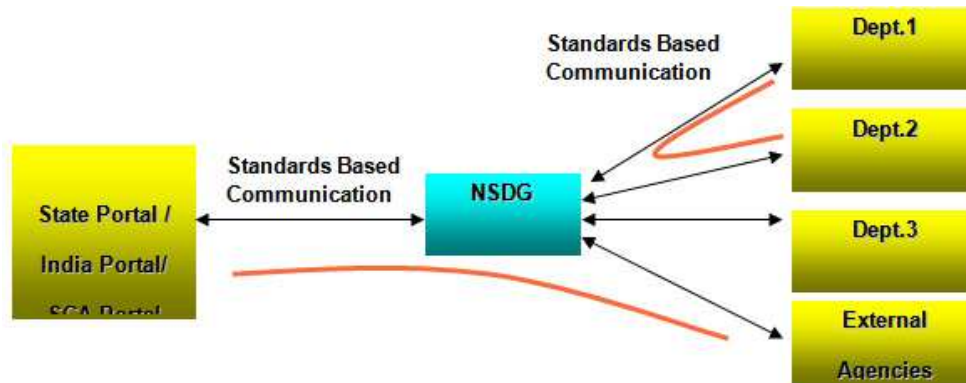 Standards Based
Communication
Dept.1
Dept.2
Standards Based
Communication
NSDG
State Portal /
India Portal/
Dept.3
External
Agencies